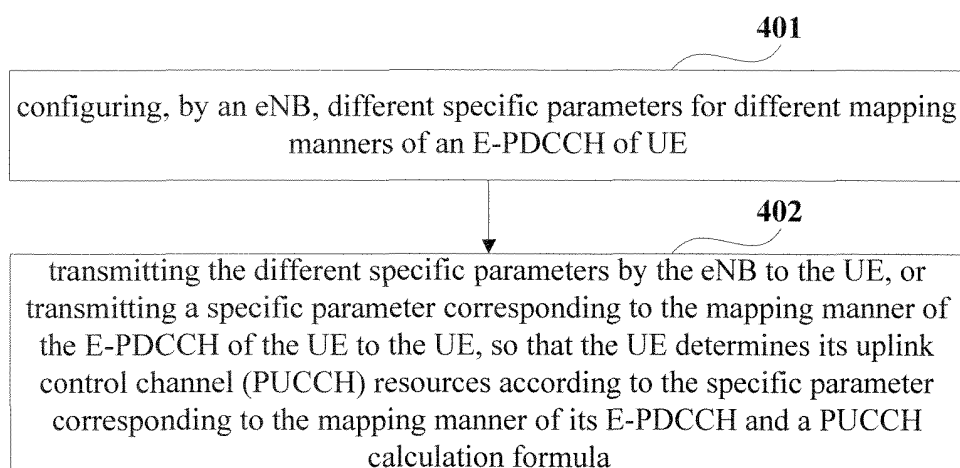 401
configuring, by an eNB, different specific parameters for different mapping
manners of an E-PDCCH of UE
402
transmitting the different specific parameters by the eNB to the UE, or
transmitting a specific parameter corresponding to the mapping manner of
the E-PDCCH of the UE to the UE, so that the UE determines its uplink
control channel (PUCCH) resources according to the specific parameter
corresponding to the mapping manner of its E-PDCCH and a PUCCH
calculation formula